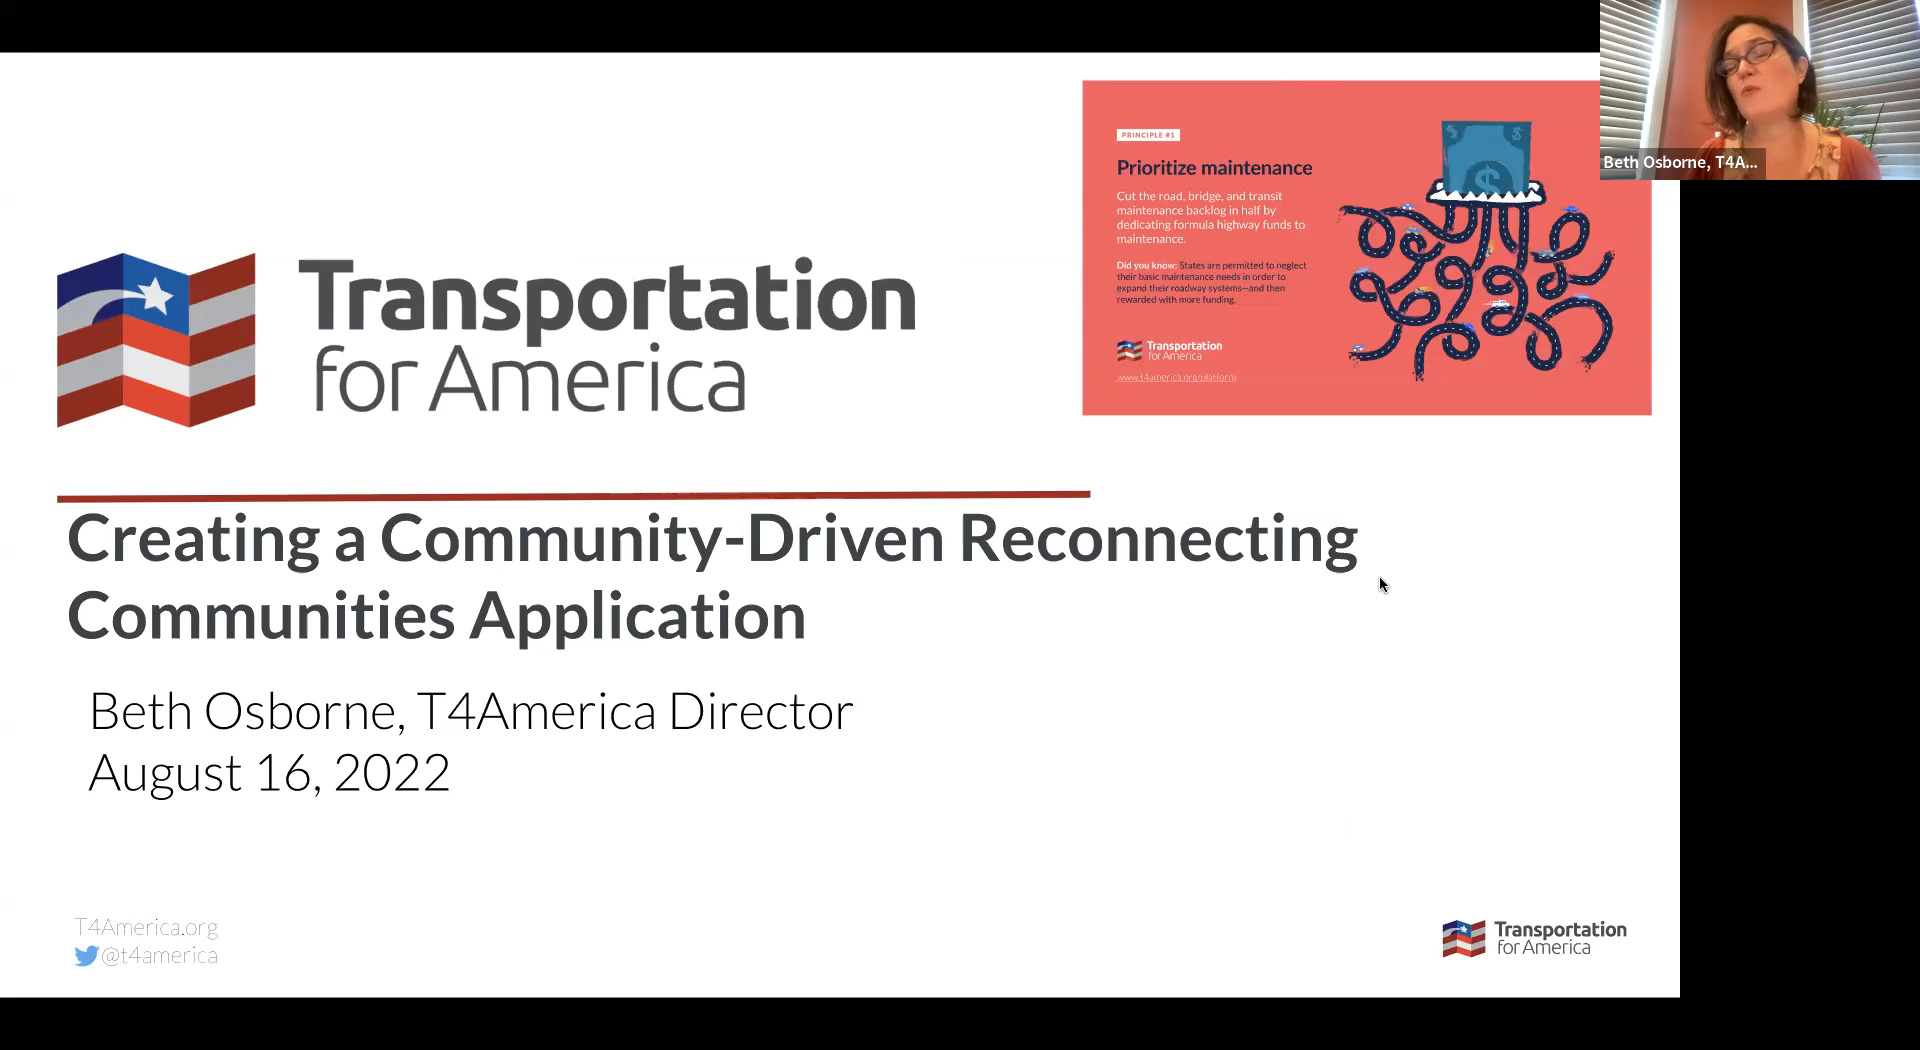 Beth Osborne, T4A...
PRINCIPLE #1
Prioritize maintenance
Cut the road, bridge, and transit
maintenance backlog in half by
dedicating formula highway funds to
maintenance.
Did you know: States are permitted to neglect
their basic maintenance needs in order to
expand their roadway systems—and then
rewarded with more funding.
Transportation
for America
www.t4america.org/platform
$
$
$
Transportation
for America
Creating a Community-Driven Reconnecting
Communities Application
Beth Osborne, T4America Director
August 16, 2022
T4America.org
@t4america
Transportation
for America